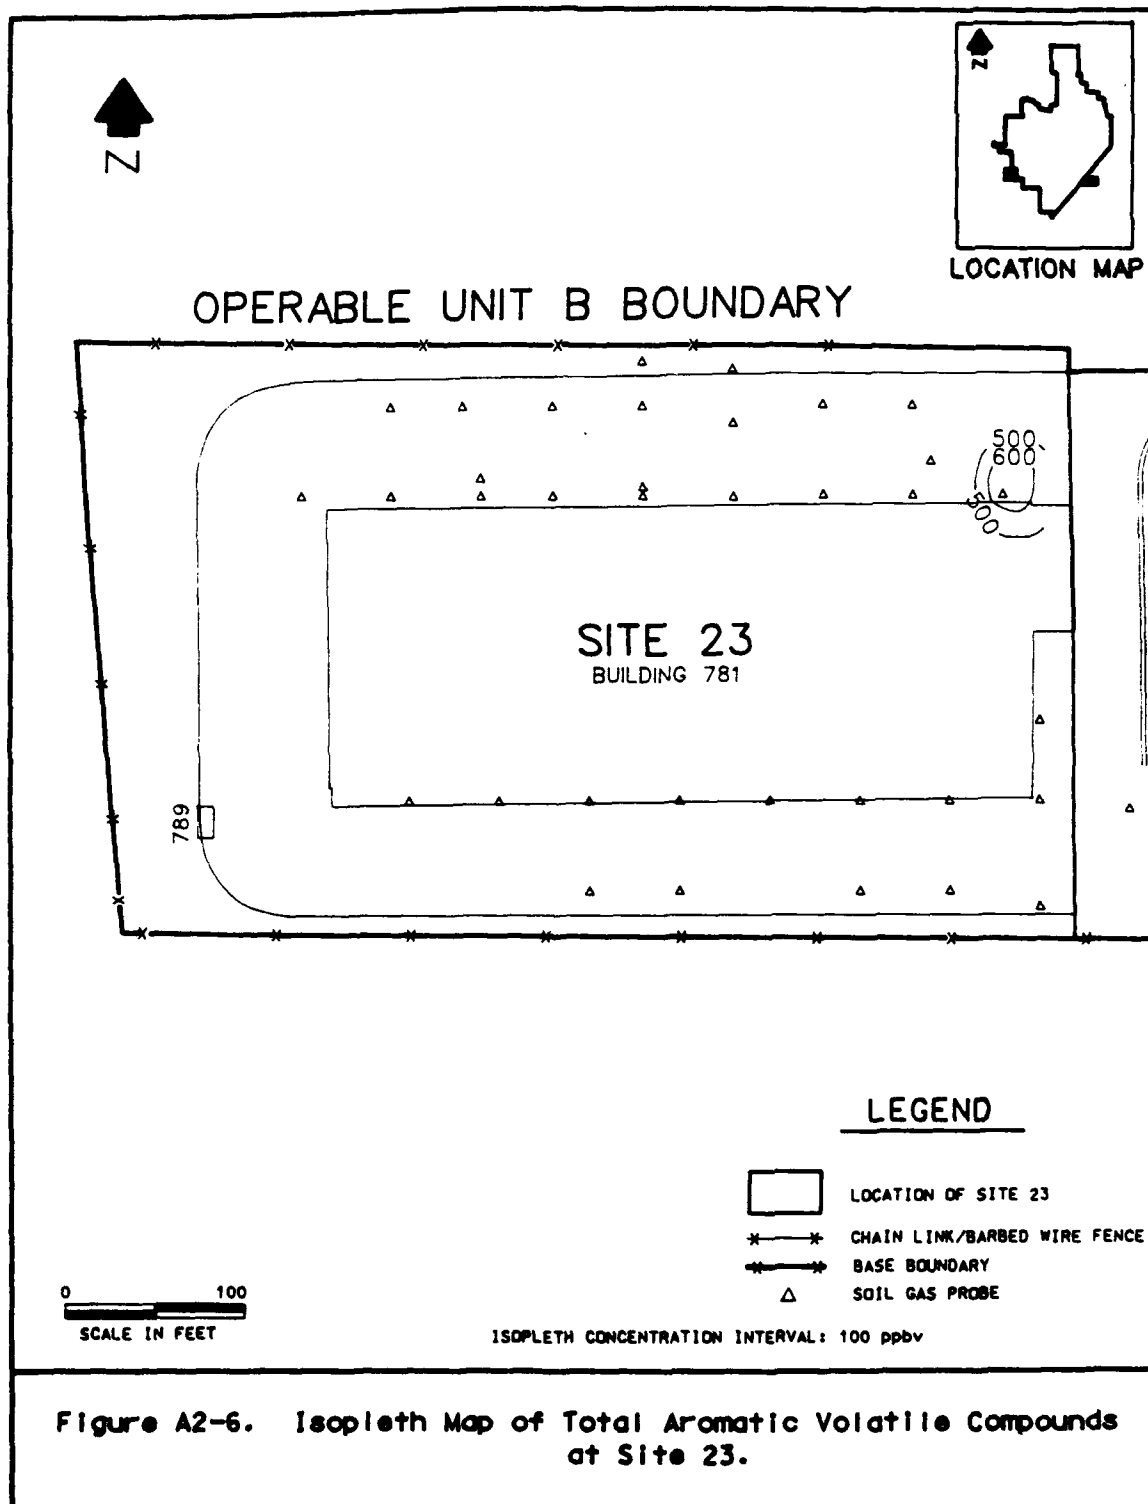 N
N
LOCATION MAP
OPERABLE UNIT B BOUNDARY
500
600
500
SITE 23
BUILDING 781
789
LEGEND
LOCATION OF SITE 23
CHAIN LINK/BARBED WIRE FENCE
BASE BOUNDARY
SOIL GAS PROBE
0 100
SCALE IN FEET
ISOPLETH CONCENTRATION INTERVAL: 100 ppbv
Figure A2-6. Isopleth Map of Total Aromatic Volatile Compounds
at Site 23.